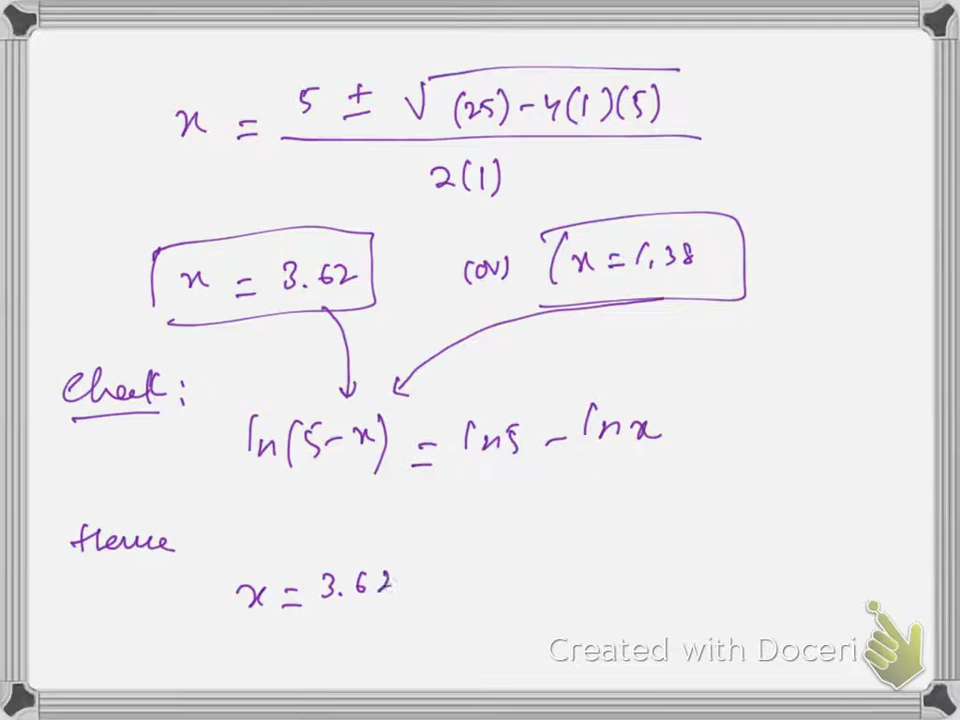 x = 5 ± √(25)-4(1)(5)
2(1)
x = 3.62 (or) x = 1.38
Check:
ln(5-x) = ln5 - lnx
Hence
x = 3.62
Created with Doceri